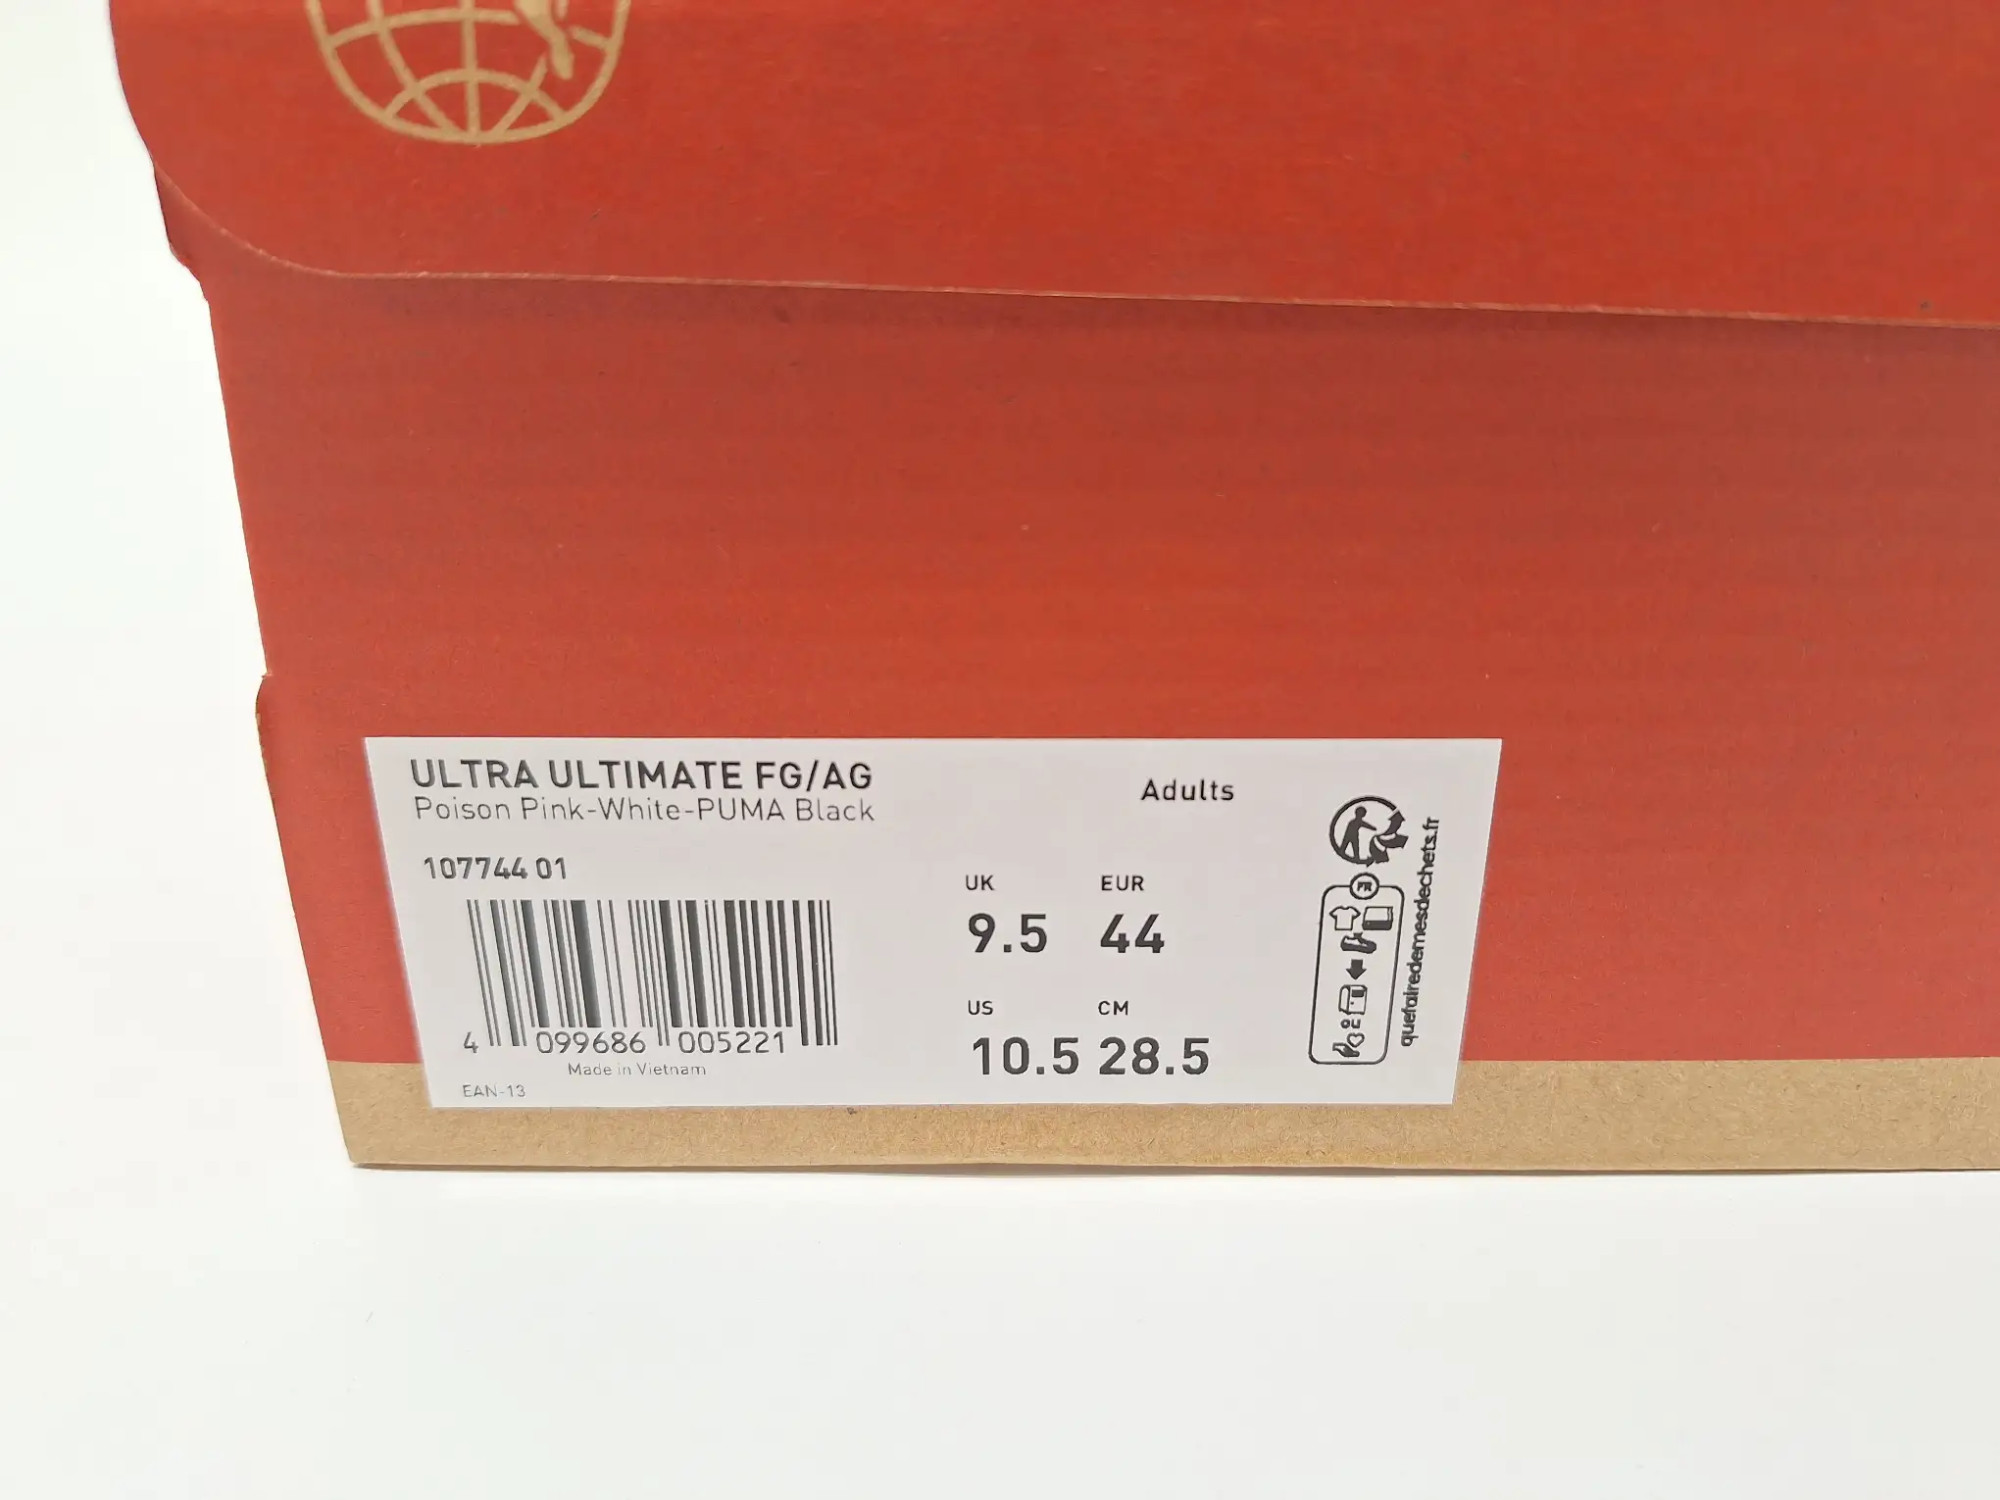 ULTRA ULTIMATE FG/AG
Poison Pink-White-PUMA Black
Adults
107744 01
UK EUR
9.5 44
US CM
10.5 28.5
4 099686 005221
Made in Vietnam
EAN-13
FR
quefairedemesdechets.fr